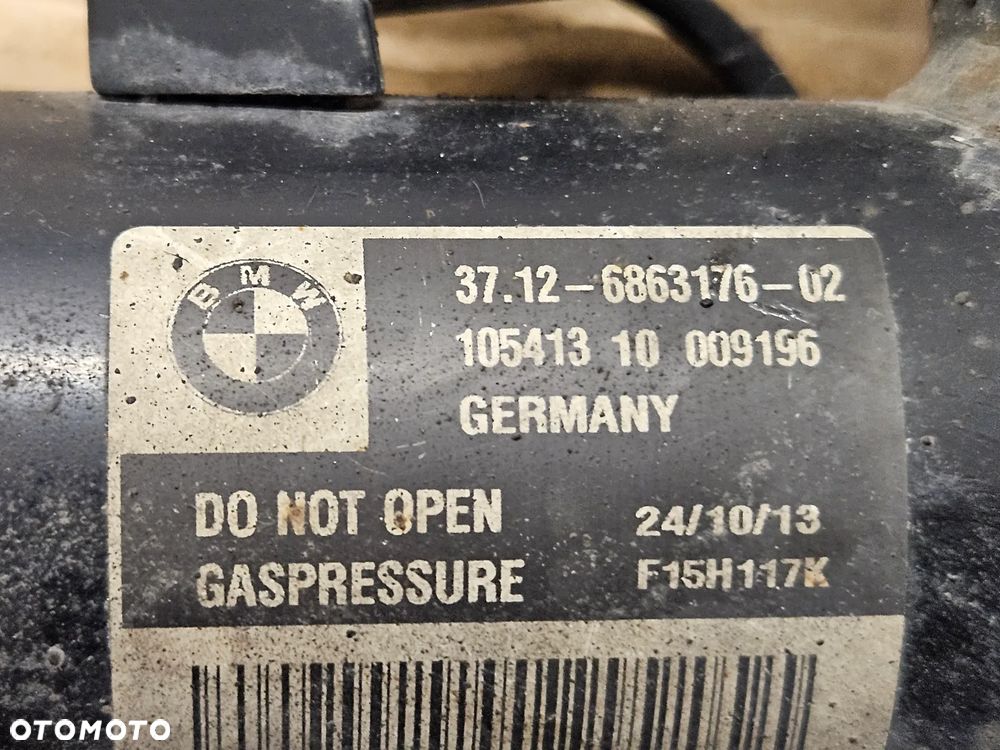 BMW
37.12-6863176-02
105413 10 009196
GERMANY
DO NOT OPEN
GASPRESSURE
24/10/13
F15H117K
OTOMOTO